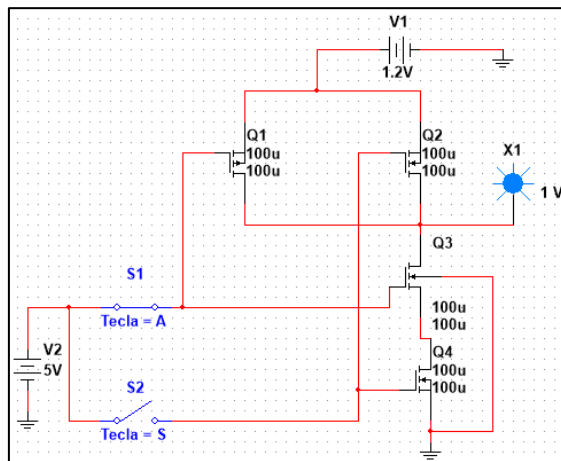 V1
1.2V
Q1
100u
100u
Q2
100u
100u
X1
1 V
Q3
100u
100u
S1
Tecla = A
Q4
100u
100u
V2
5V
S2
Tecla = S